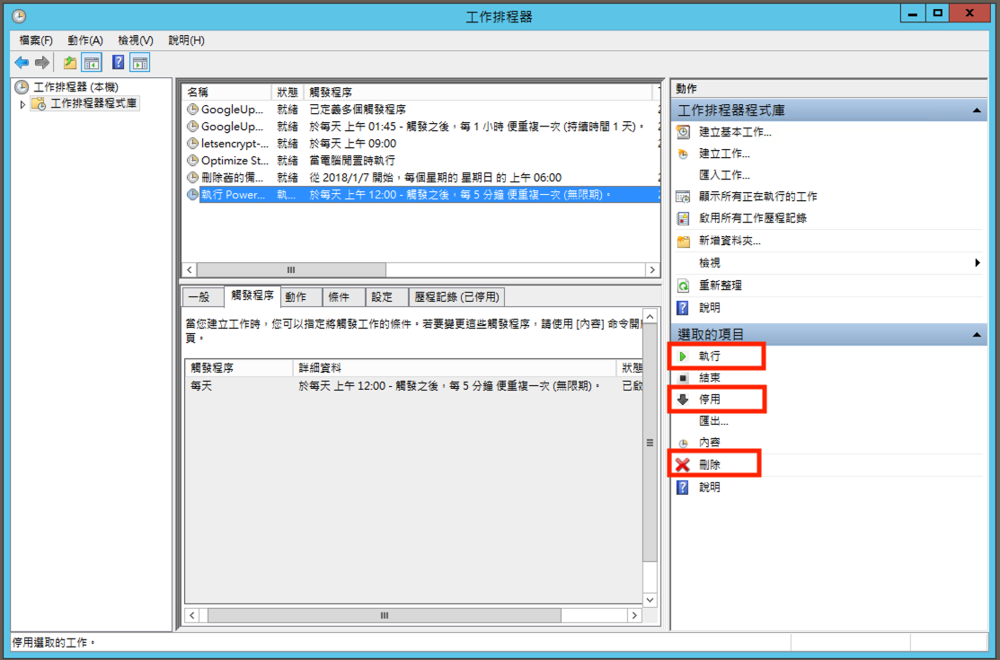 工作排程器
檔案(F) 動作(A) 檢視(V) 說明(H)
工作排程器 (本機)
工作排程器程式庫
名稱 狀態 觸發程序
GoogleUp... 就緒 已定義多個觸發程序
GoogleUp... 就緒 於每天 上午 01:45 - 觸發之後，每 1 小時 便重複一次 (持續時間 1 天)。
letsencrypt-... 就緒 於每天 上午 09:00
Optimize St... 就緒 當電腦閒置時執行
刪除舊的備... 就緒 從 2018/1/7 開始，每個星期的 星期日 的 上午 06:00
執行 Power... 執... 於每天 上午 12:00 - 觸發之後，每 5 分鐘 便重複一次 (無限期)。
一般 觸發程序 動作 條件 設定 歷程記錄 (已停用)
當您建立工作時，您可以指定將觸發工作的條件。若要變更這些觸發程序，請使用 [內容] 命令開
頁。
觸發程序 詳細資料 狀態
每天 於每天 上午 12:00 - 觸發之後，每 5 分鐘 便重複一次 (無限期)。 已啟
動作
工作排程器程式庫
建立基本工作...
建立工作...
匯入工作...
顯示所有正在執行的工作
啟用所有工作歷程記錄
新增資料夾...
檢視
重新整理
說明
選取的項目
執行
結束
停用
匯出...
內容
刪除
說明
停用選取的工作。